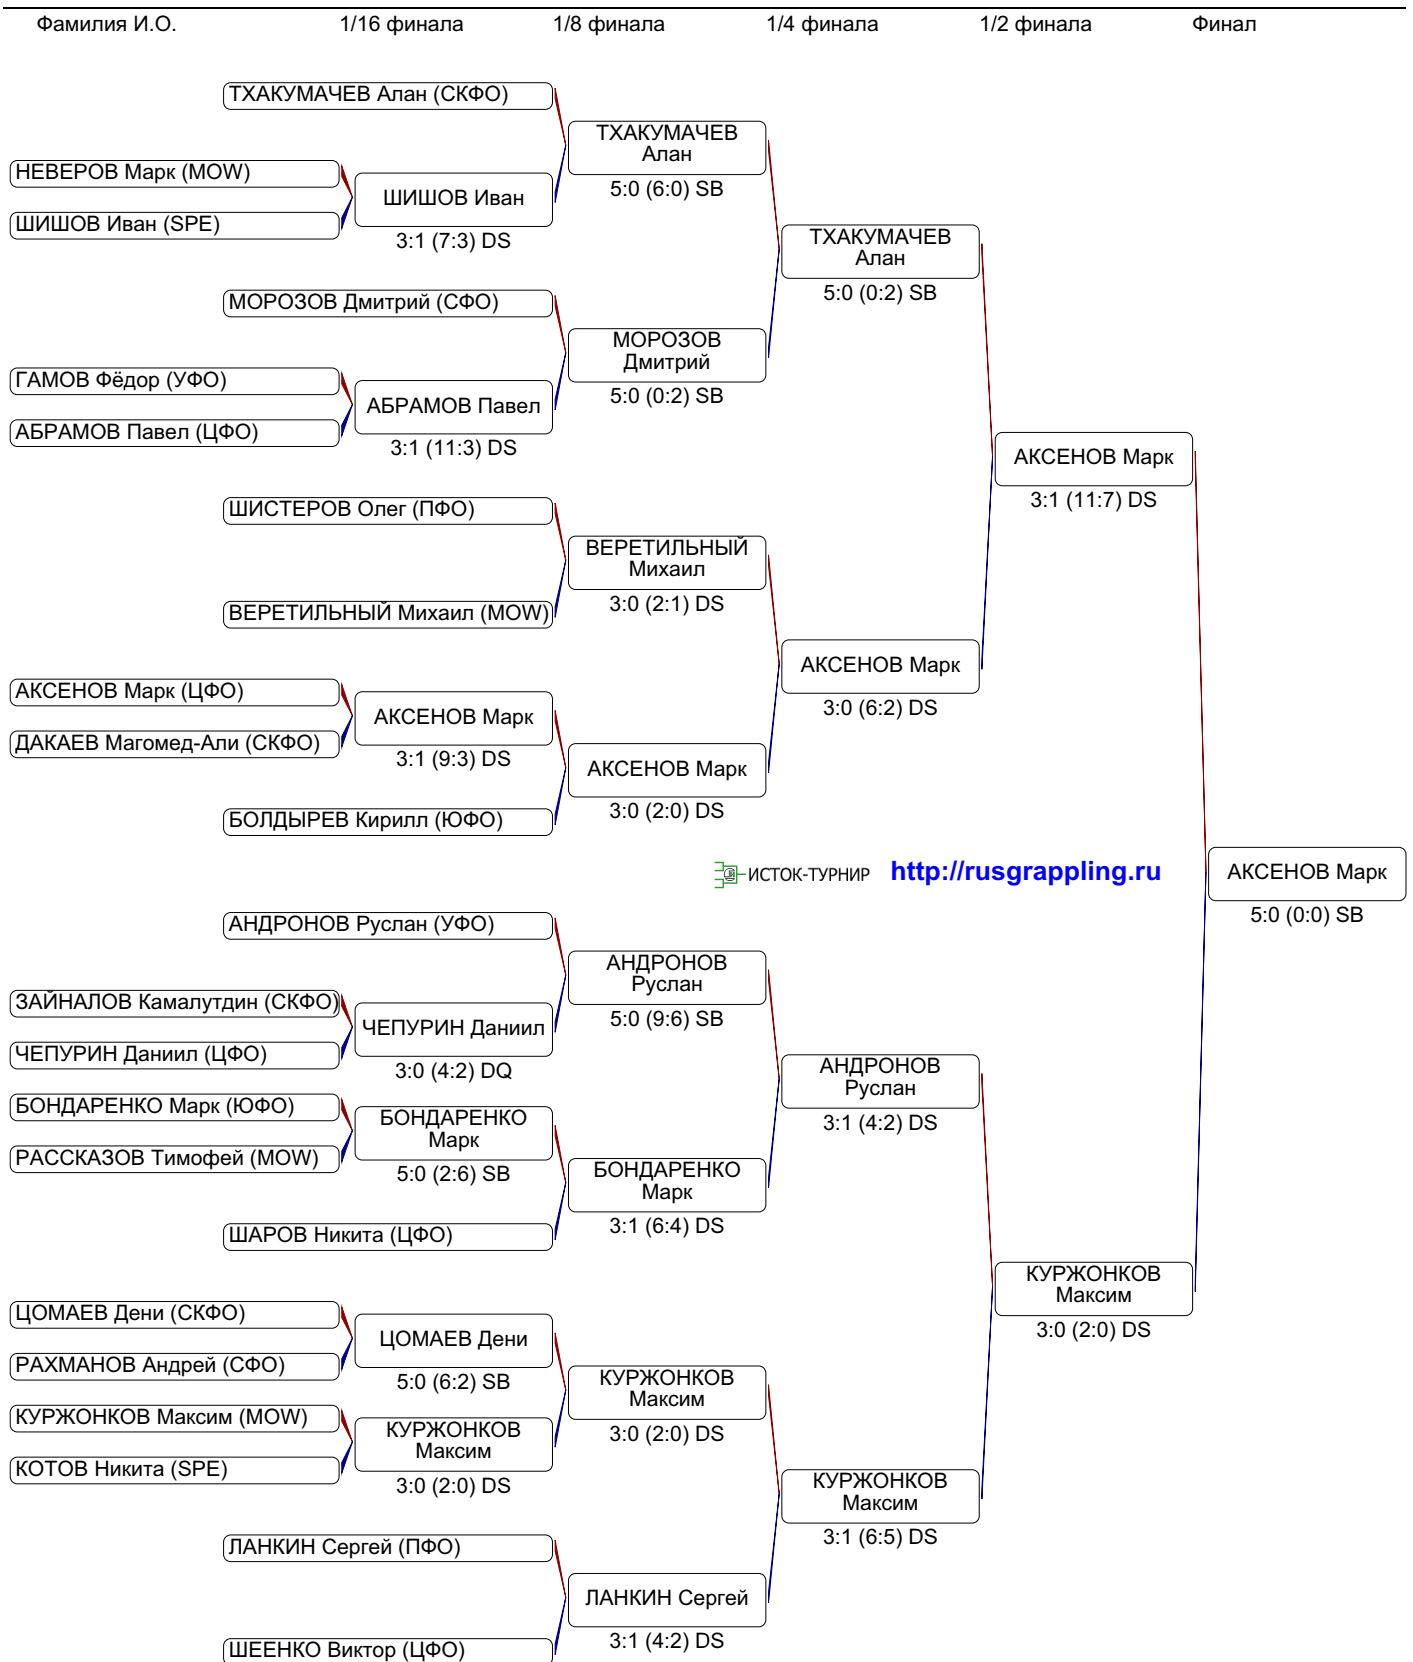 Фамилия И.О. 1/16 финала 1/8 финала 1/4 финала 1/2 финала Финал
ТХАКУМАЧЕВ Алан (СКФО)
ТХАКУМАЧЕВ
Алан
5:0 (6:0) SB
НЕВЕРОВ Марк (MOW)
ШИШОВ Иван
ШИШОВ Иван (SPE)
3:1 (7:3) DS
ТХАКУМАЧЕВ
Алан
5:0 (0:2) SB
МОРОЗОВ Дмитрий (СФО)
МОРОЗОВ
Дмитрий
5:0 (0:2) SB
ГАМОВ Фёдор (УФО)
АБРАМОВ Павел
АБРАМОВ Павел (ЦФО)
3:1 (11:3) DS
АКСЕНОВ Марк
3:1 (11:7) DS
ШИСТЕРОВ Олег (ПФО)
ВЕРЕТИЛЬНЫЙ
Михаил
3:0 (2:1) DS
ВЕРЕТИЛЬНЫЙ Михаил (MOW)
АКСЕНОВ Марк
3:0 (6:2) DS
АКСЕНОВ Марк (ЦФО)
АКСЕНОВ Марк
ДАКАЕВ Магомед-Али (СКФО)
3:1 (9:3) DS
АКСЕНОВ Марк
3:0 (2:0) DS
БОЛДЫРЕВ Кирилл (ЮФО)
ИСТОК-ТУРНИР http://rusgrappling.ru
АКСЕНОВ Марк
5:0 (0:0) SB
АНДРОНОВ Руслан (УФО)
АНДРОНОВ
Руслан
5:0 (9:6) SB
ЗАЙНАЛОВ Камалутдин (СКФО)
ЧЕПУРИН Даниил
ЧЕПУРИН Даниил (ЦФО)
3:0 (4:2) DQ
АНДРОНОВ
Руслан
3:1 (4:2) DS
БОНДАРЕНКО Марк (ЮФО)
БОНДАРЕНКО
Марк
РАССКАЗОВ Тимофей (MOW)
5:0 (2:6) SB
БОНДАРЕНКО
Марк
3:1 (6:4) DS
ШАРОВ Никита (ЦФО)
КУРЖОНКОВ
Максим
3:0 (2:0) DS
ЦОМАЕВ Дени (СКФО)
ЦОМАЕВ Дени
РАХМАНОВ Андрей (СФО)
5:0 (6:2) SB
КУРЖОНКОВ
Максим
3:0 (2:0) DS
КУРЖОНКОВ Максим (MOW)
КУРЖОНКОВ
Максим
КОТОВ Никита (SPE)
3:0 (2:0) DS
КУРЖОНКОВ
Максим
3:1 (6:5) DS
ЛАНКИН Сергей (ПФО)
ЛАНКИН Сергей
3:1 (4:2) DS
ШЕЕНКО Виктор (ЦФО)